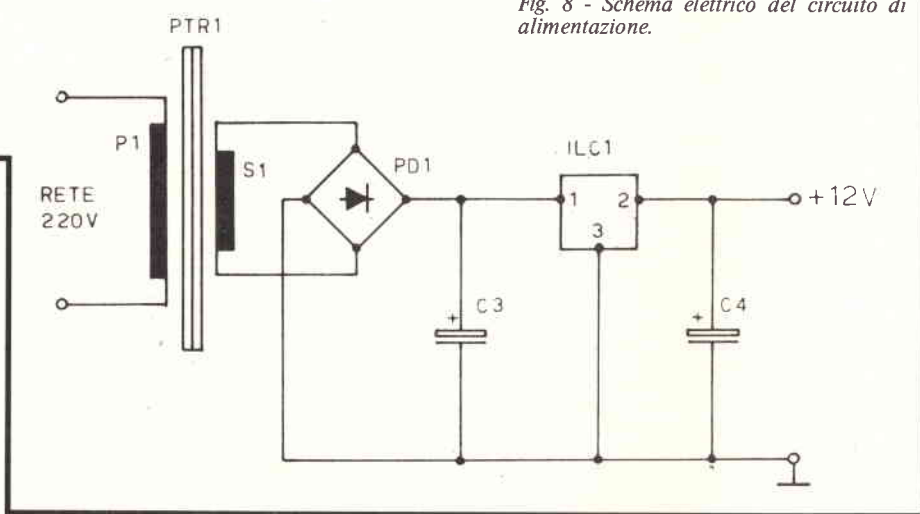 Fig. 8 - Schema elettrico del circuito di
alimentazione.
PTR1
P1
S1
PD1
ILC1
RETE
220V
1
2
3
+12V
+
C3
+
C4